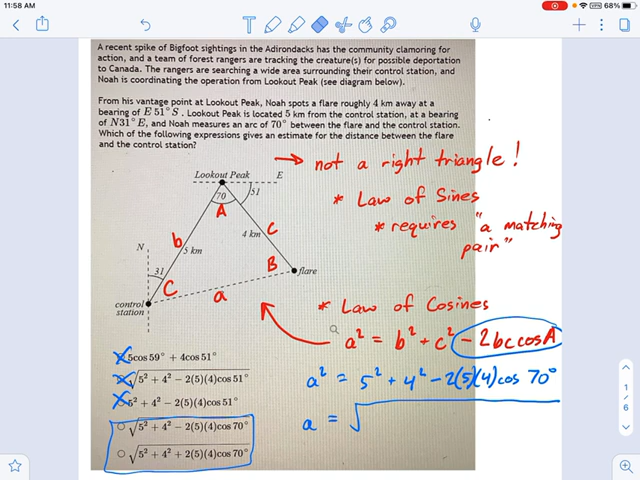 11:58 AM
VPN 68%
A recent spike of Bigfoot sightings in the Adirondacks has the community clamoring for
action, and a team of forest rangers are tracking the creature(s) for possible deportation
to Canada. The rangers are searching a wide area surrounding their control station, and
Noah is coordinating the operation from Lookout Peak (see diagram below).
From his vantage point at Lookout Peak, Noah spots a flare roughly 4 km away at a
bearing of E 51°S. Lookout Peak is located 5 km from the control station, at a bearing
of N31°E, and Noah measures an arc of 70° between the flare and the control station.
Which of the following expressions gives an estimate for the distance between the flare
and the control station?
→ not a right triangle!
Lookout Peak E
70 51
A
* Law of Sines
* requires "a matching
pair"
b c
5 km 4 km
N
31
C
B
flare
a
control
station
* Law of Cosines
a² = b² + c² - 2bc cos A
5cos 59° + 4cos 51°
√5² + 4² − 2(5)(4)cos 51°
5² + 4² − 2(5)(4)cos 51°
√5² + 4² − 2(5)(4)cos 70°
√5² + 4² + 2(5)(4)cos 70°
a² = 5² + 4² - 2(5)(4) cos 70°
a = √
1 / 6